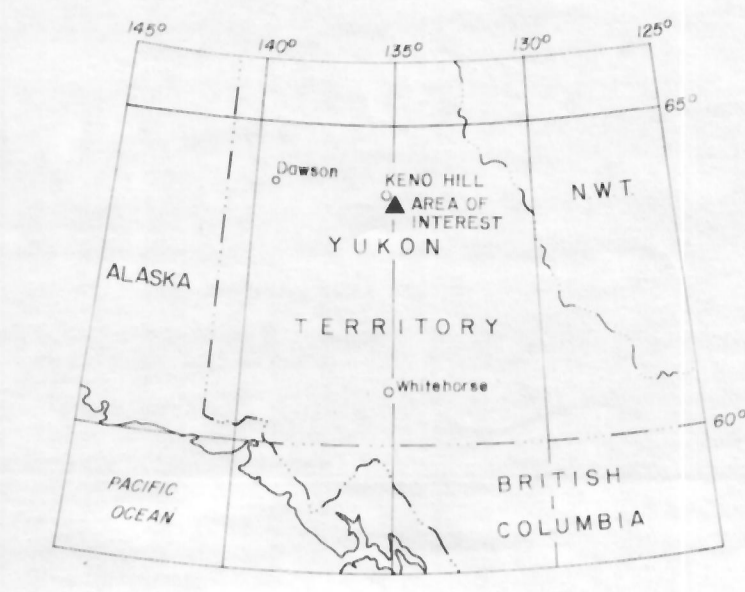 145°
140°
135°
130°
125°
65°
Dawson
KENO HILL
AREA OF
INTEREST
N.W.T.
YUKON
ALASKA
TERRITORY
Whitehorse
60°
PACIFIC
OCEAN
BRITISH
COLUMBIA